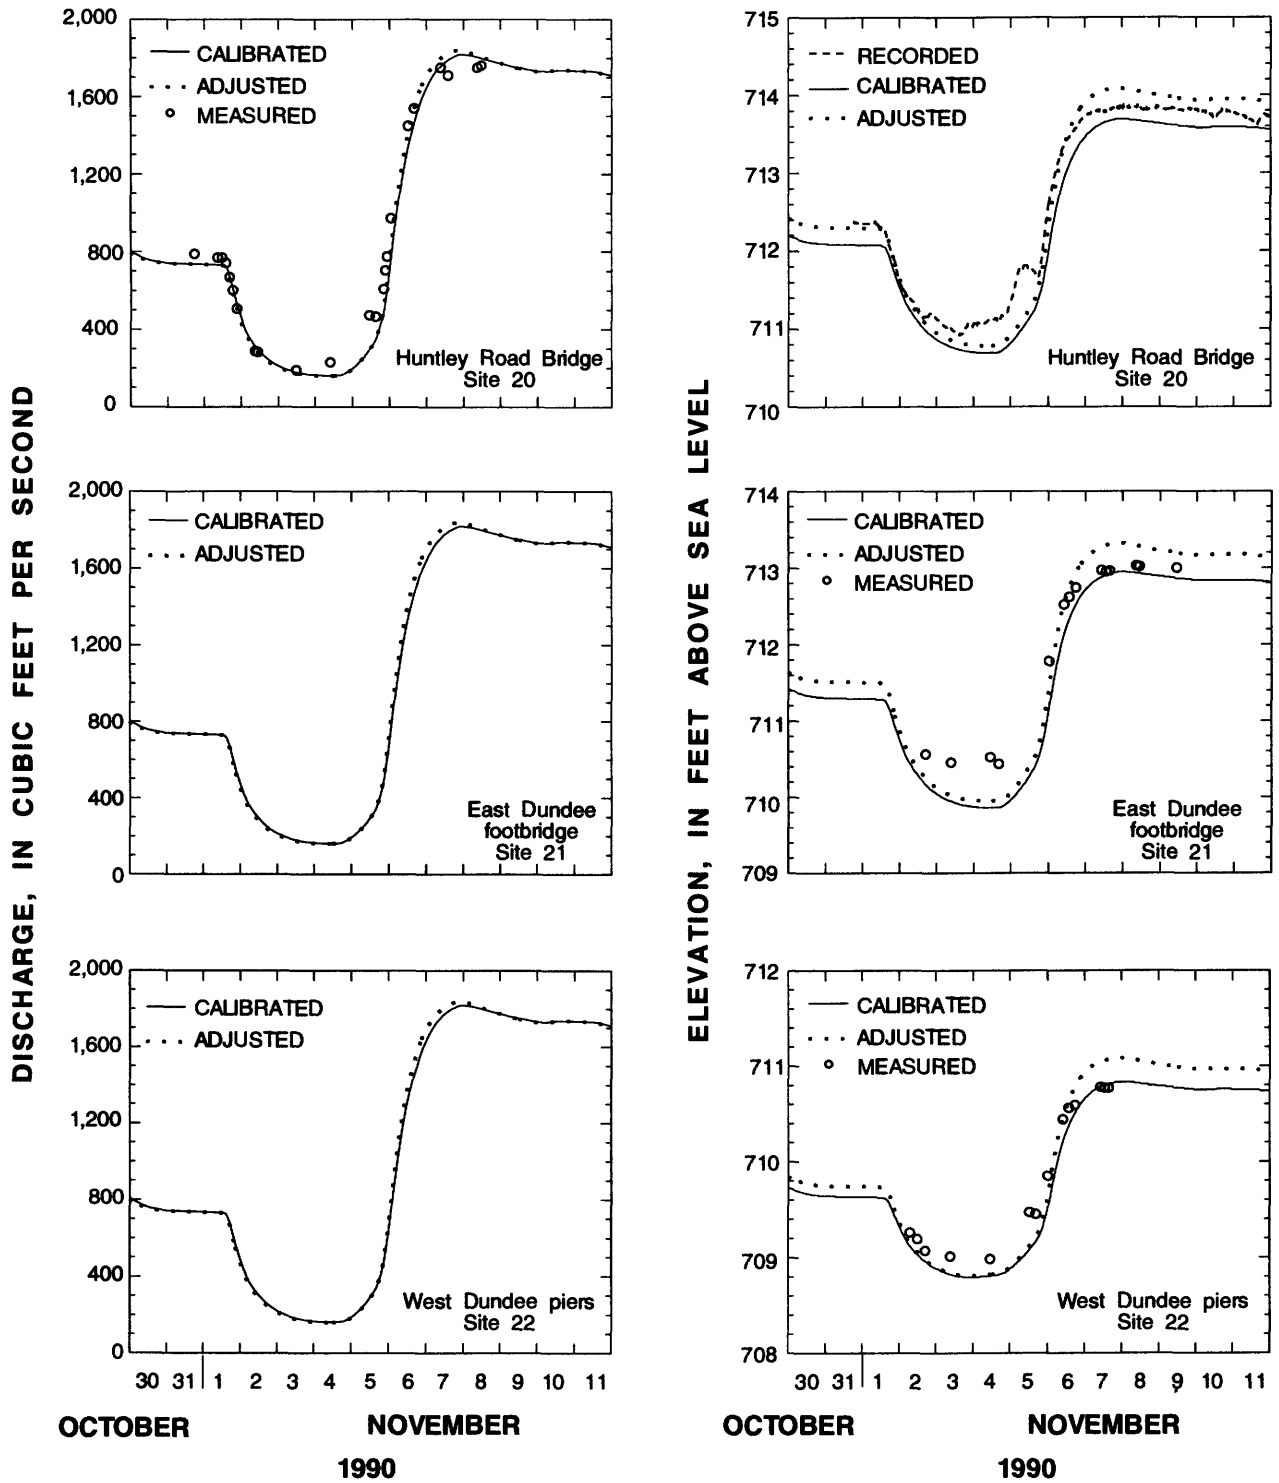 DISCHARGE, IN CUBIC FEET PER SECOND
2,000
1,600
1,200
800
400
0
CALIBRATED
ADJUSTED
MEASURED
Huntley Road Bridge
Site 20
2,000
1,600
1,200
800
400
0
CALIBRATED
ADJUSTED
East Dundee
footbridge
Site 21
2,000
1,600
1,200
800
400
0
CALIBRATED
ADJUSTED
West Dundee piers
Site 22
30 31 1 2 3 4 5 6 7 8 9 10 11
OCTOBER NOVEMBER
1990
ELEVATION, IN FEET ABOVE SEA LEVEL
715
714
713
712
711
710
RECORDED
CALIBRATED
ADJUSTED
Huntley Road Bridge
Site 20
714
713
712
711
710
709
CALIBRATED
ADJUSTED
MEASURED
East Dundee
footbridge
Site 21
712
711
710
709
708
CALIBRATED
ADJUSTED
MEASURED
West Dundee piers
Site 22
30 31 1 2 3 4 5 6 7 8 9 10 11
OCTOBER NOVEMBER
1990